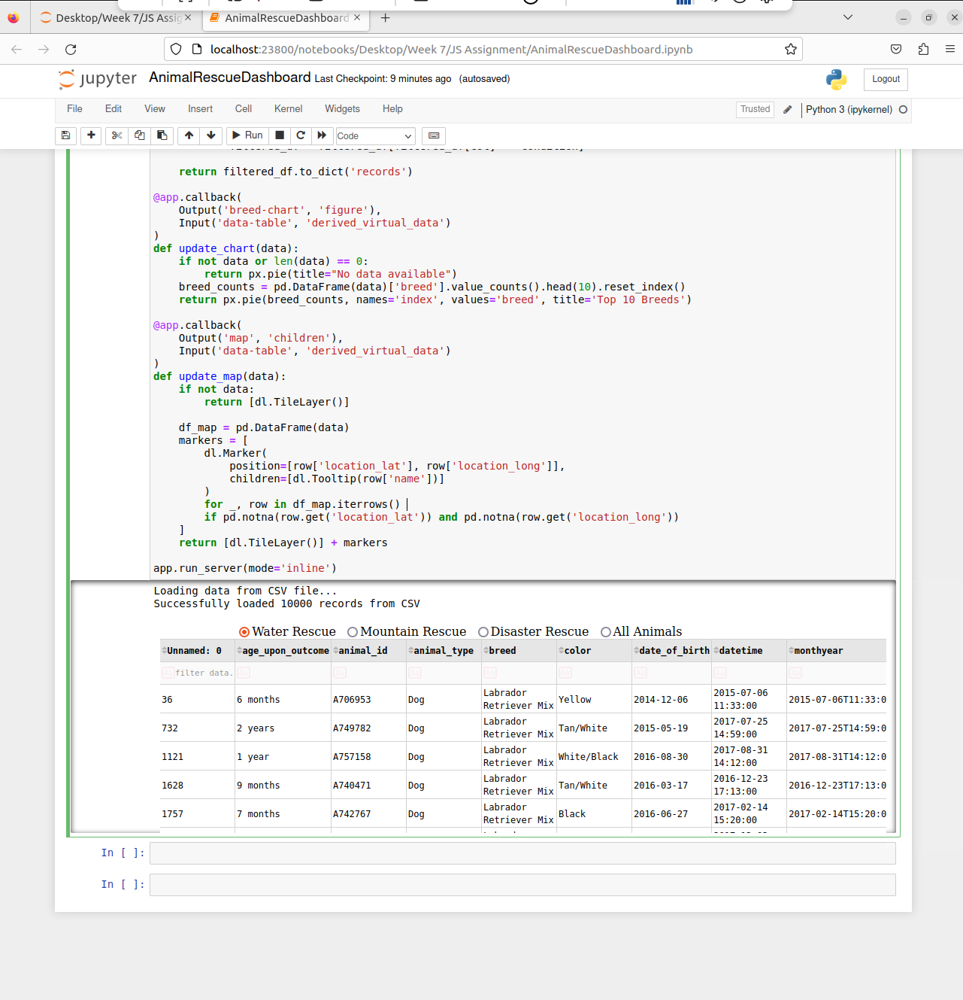 Desktop/Week 7/JS Assig
AnimalRescueDashboard
localhost:23800/notebooks/Desktop/Week 7/JS Assignment/AnimalRescueDashboard.ipynb
jupyter AnimalRescueDashboard Last Checkpoint: 9 minutes ago (autosaved)
Logout
File Edit View Insert Cell Kernel Widgets Help
Trusted Python 3 (ipykernel)
Run Code
return filtered_df.to_dict('records')
@app.callback(
Output('breed-chart', 'figure'),
Input('data-table', 'derived_virtual_data')
)
def update_chart(data):
if not data or len(data) == 0:
return px.pie(title="No data available")
breed_counts = pd.DataFrame(data)['breed'].value_counts().head(10).reset_index()
return px.pie(breed_counts, names='index', values='breed', title='Top 10 Breeds')
@app.callback(
Output('map', 'children'),
Input('data-table', 'derived_virtual_data')
)
def update_map(data):
if not data:
return [dl.TileLayer()]
df_map = pd.DataFrame(data)
markers = [
dl.Marker(
position=[row['location_lat'], row['location_long']],
children=[dl.Tooltip(row['name'])]
)
for _, row in df_map.iterrows()
if pd.notna(row.get('location_lat')) and pd.notna(row.get('location_long'))
]
return [dl.TileLayer()] + markers
app.run_server(mode='inline')
Loading data from CSV file...
Successfully loaded 10000 records from CSV
Water Rescue Mountain Rescue Disaster Rescue All Animals
Unnamed: 0 age_upon_outcome animal_id animal_type breed color date_of_birth datetime monthyear
filter data.
36 6 months A706953 Dog Labrador Retriever Mix Yellow 2014-12-06 2015-07-06 11:33:00 2015-07-06T11:33:0
732 2 years A749782 Dog Labrador Retriever Mix Tan/White 2015-05-19 2017-07-25 14:59:00 2017-07-25T14:59:0
1121 1 year A757158 Dog Labrador Retriever Mix White/Black 2016-08-30 2017-08-31 14:12:00 2017-08-31T14:12:0
1628 9 months A740471 Dog Labrador Retriever Mix Tan/White 2016-03-17 2016-12-23 17:13:00 2016-12-23T17:13:0
1757 7 months A742767 Dog Labrador Retriever Mix Black 2016-06-27 2017-02-14 15:20:00 2017-02-14T15:20:0
In [ ]:
In [ ]: